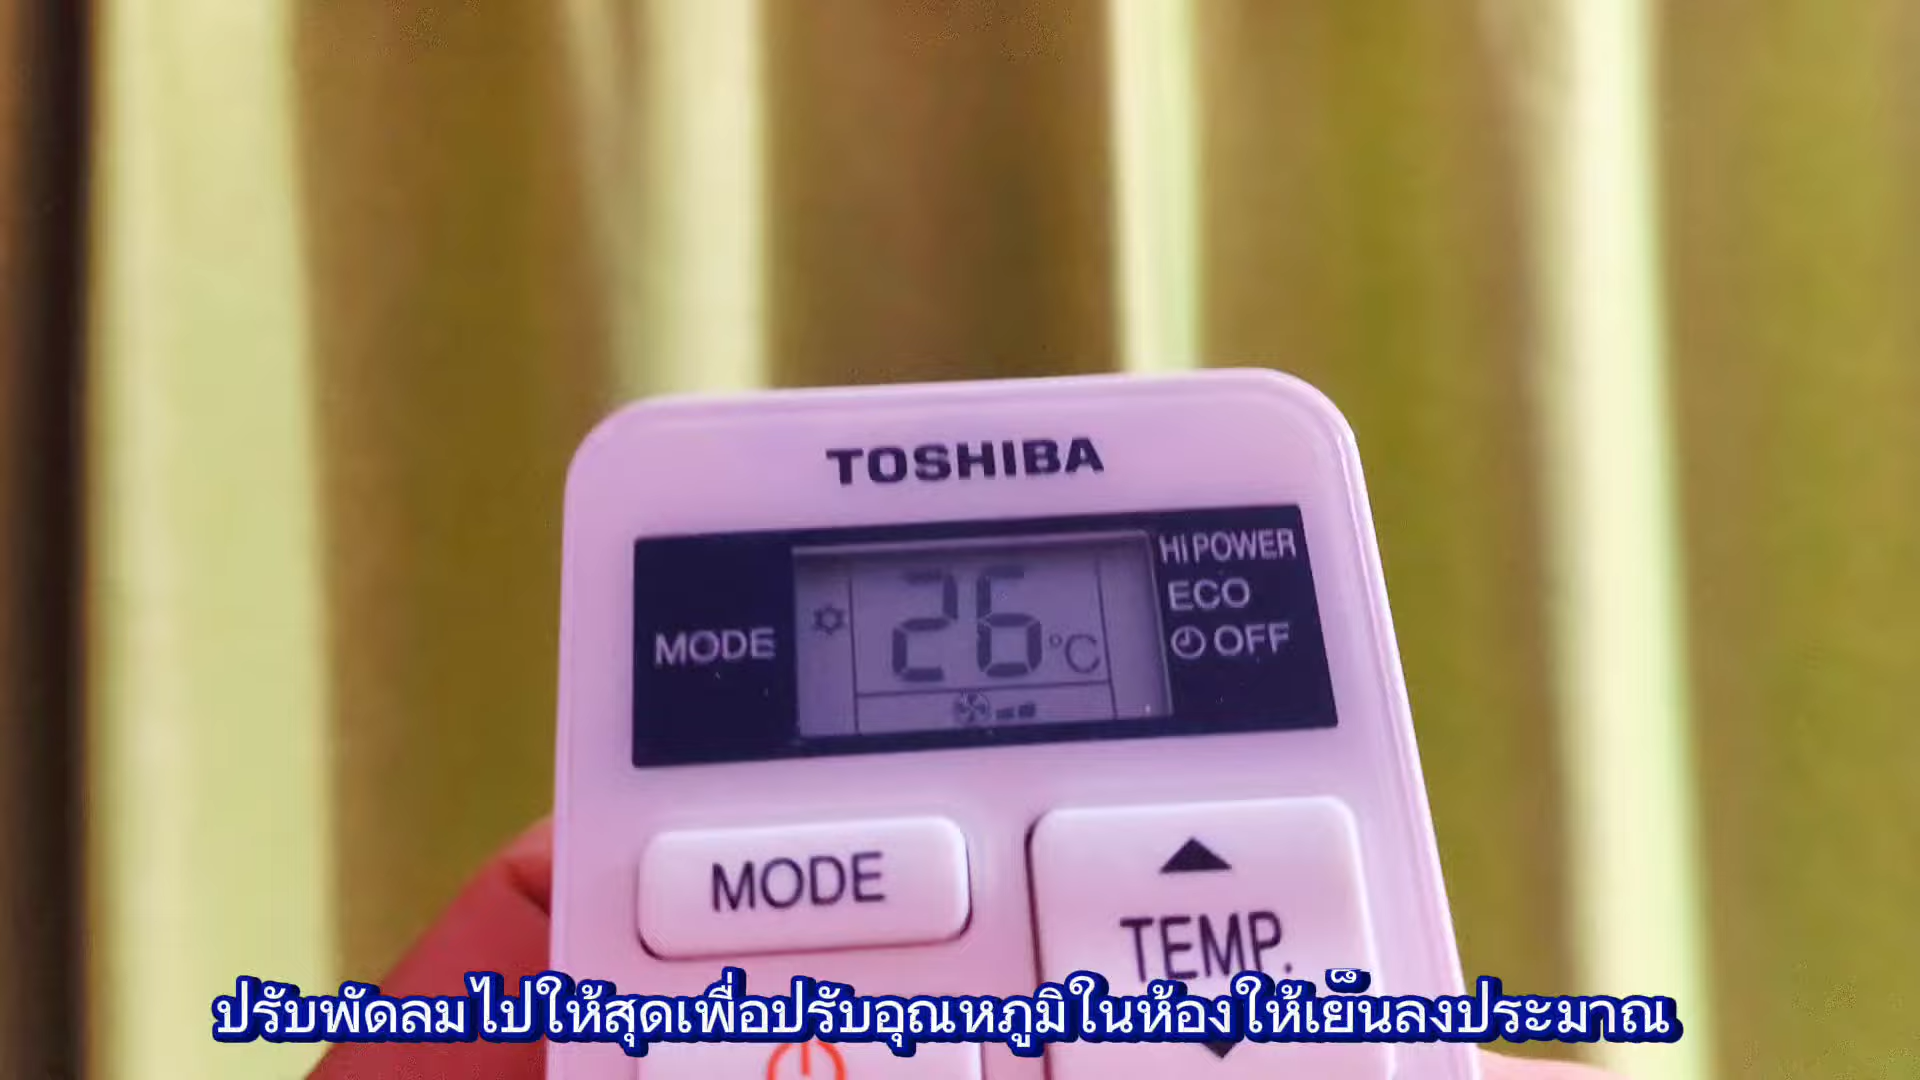 TOSHIBA
HI POWER
ECO
OFF
MODE
26 °C
MODE
TEMP.
ปรับพัดลมไปให้สุดเพื่อปรับอุณหภูมิในห้องให้เย็นลงประมาณ